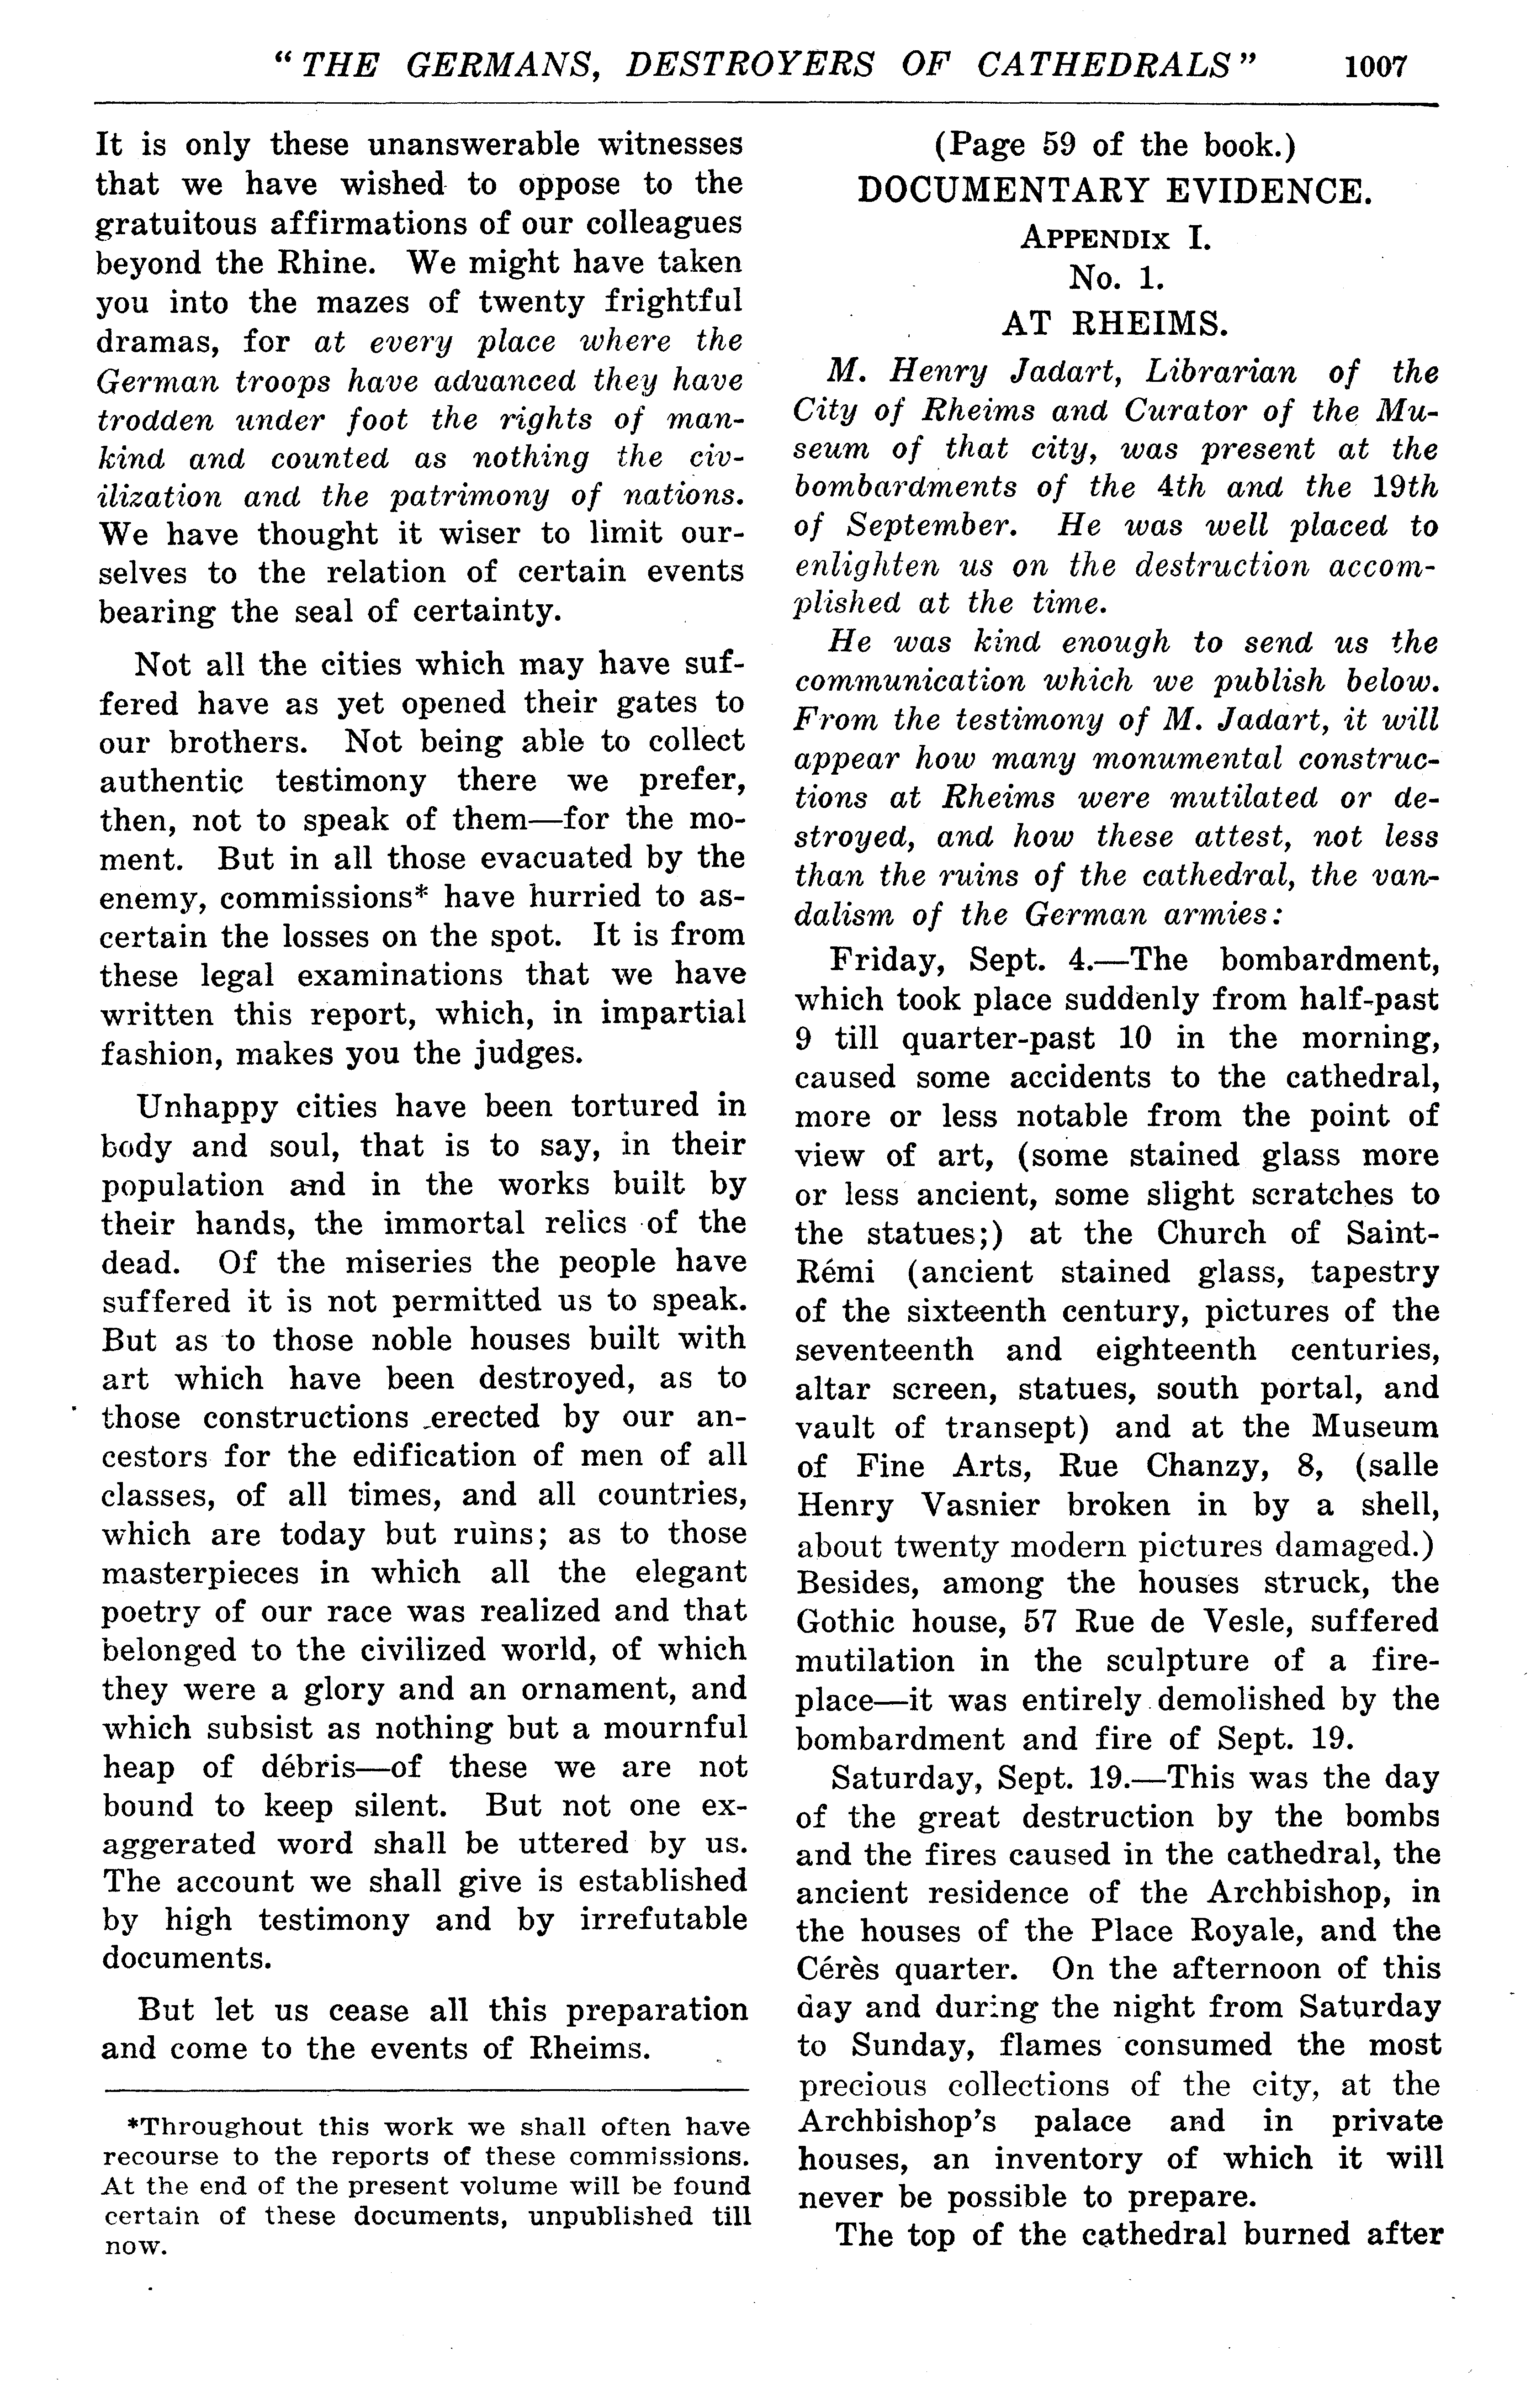 "THE GERMANS, DESTROYERS OF CATHEDRALS" 1007
It is only these unanswerable witnesses
that we have wished to oppose to the
gratuitous affirmations of our colleagues
beyond the Rhine. We might have taken
you into the mazes of twenty frightful
dramas, for at every place where the
German troops have advanced they have
trodden under foot the rights of man-
kind and counted as nothing the civ-
ilization and the patrimony of nations.
We have thought it wiser to limit our-
selves to the relation of certain events
bearing the seal of certainty.
Not all the cities which may have suf-
fered have as yet opened their gates to
our brothers. Not being able to collect
authentic testimony there we prefer,
then, not to speak of them—for the mo-
ment. But in all those evacuated by the
enemy, commissions* have hurried to as-
certain the losses on the spot. It is from
these legal examinations that we have
written this report, which, in impartial
fashion, makes you the judges.
Unhappy cities have been tortured in
body and soul, that is to say, in their
population and in the works built by
their hands, the immortal relics of the
dead. Of the miseries the people have
suffered it is not permitted us to speak.
But as to those noble houses built with
art which have been destroyed, as to
those constructions erected by our an-
cestors for the edification of men of all
classes, of all times, and all countries,
which are today but ruins; as to those
masterpieces in which all the elegant
poetry of our race was realized and that
belonged to the civilized world, of which
they were a glory and an ornament, and
which subsist as nothing but a mournful
heap of débris—of these we are not
bound to keep silent. But not one ex-
aggerated word shall be uttered by us.
The account we shall give is established
by high testimony and by irrefutable
documents.
But let us cease all this preparation
and come to the events of Rheims.
*Throughout this work we shall often have
recourse to the reports of these commissions.
At the end of the present volume will be found
certain of these documents, unpublished till
now.
(Page 59 of the book.)
DOCUMENTARY EVIDENCE.
APPENDIX I.
No. 1.
AT RHEIMS.
M. Henry Jadart, Librarian of the
City of Rheims and Curator of the Mu-
seum of that city, was present at the
bombardments of the 4th and the 19th
of September. He was well placed to
enlighten us on the destruction accom-
plished at the time.
He was kind enough to send us the
communication which we publish below.
From the testimony of M. Jadart, it will
appear how many monumental construc-
tions at Rheims were mutilated or de-
stroyed, and how these attest, not less
than the ruins of the cathedral, the van-
dalism of the German armies:
Friday, Sept. 4.—The bombardment,
which took place suddenly from half-past
9 till quarter-past 10 in the morning,
caused some accidents to the cathedral,
more or less notable from the point of
view of art, (some stained glass more
or less ancient, some slight scratches to
the statues;) at the Church of Saint-
Rémi (ancient stained glass, tapestry
of the sixteenth century, pictures of the
seventeenth and eighteenth centuries,
altar screen, statues, south portal, and
vault of transept) and at the Museum
of Fine Arts, Rue Chanzy, 8, (salle
Henry Vasnier broken in by a shell,
about twenty modern pictures damaged.)
Besides, among the houses struck, the
Gothic house, 57 Rue de Vesle, suffered
mutilation in the sculpture of a fire-
place—it was entirely demolished by the
bombardment and fire of Sept. 19.
Saturday, Sept. 19.—This was the day
of the great destruction by the bombs
and the fires caused in the cathedral, the
ancient residence of the Archbishop, in
the houses of the Place Royale, and the
Cérès quarter. On the afternoon of this
day and during the night from Saturday
to Sunday, flames consumed the most
precious collections of the city, at the
Archbishop's palace and in private
houses, an inventory of which it will
never be possible to prepare.
The top of the cathedral burned after